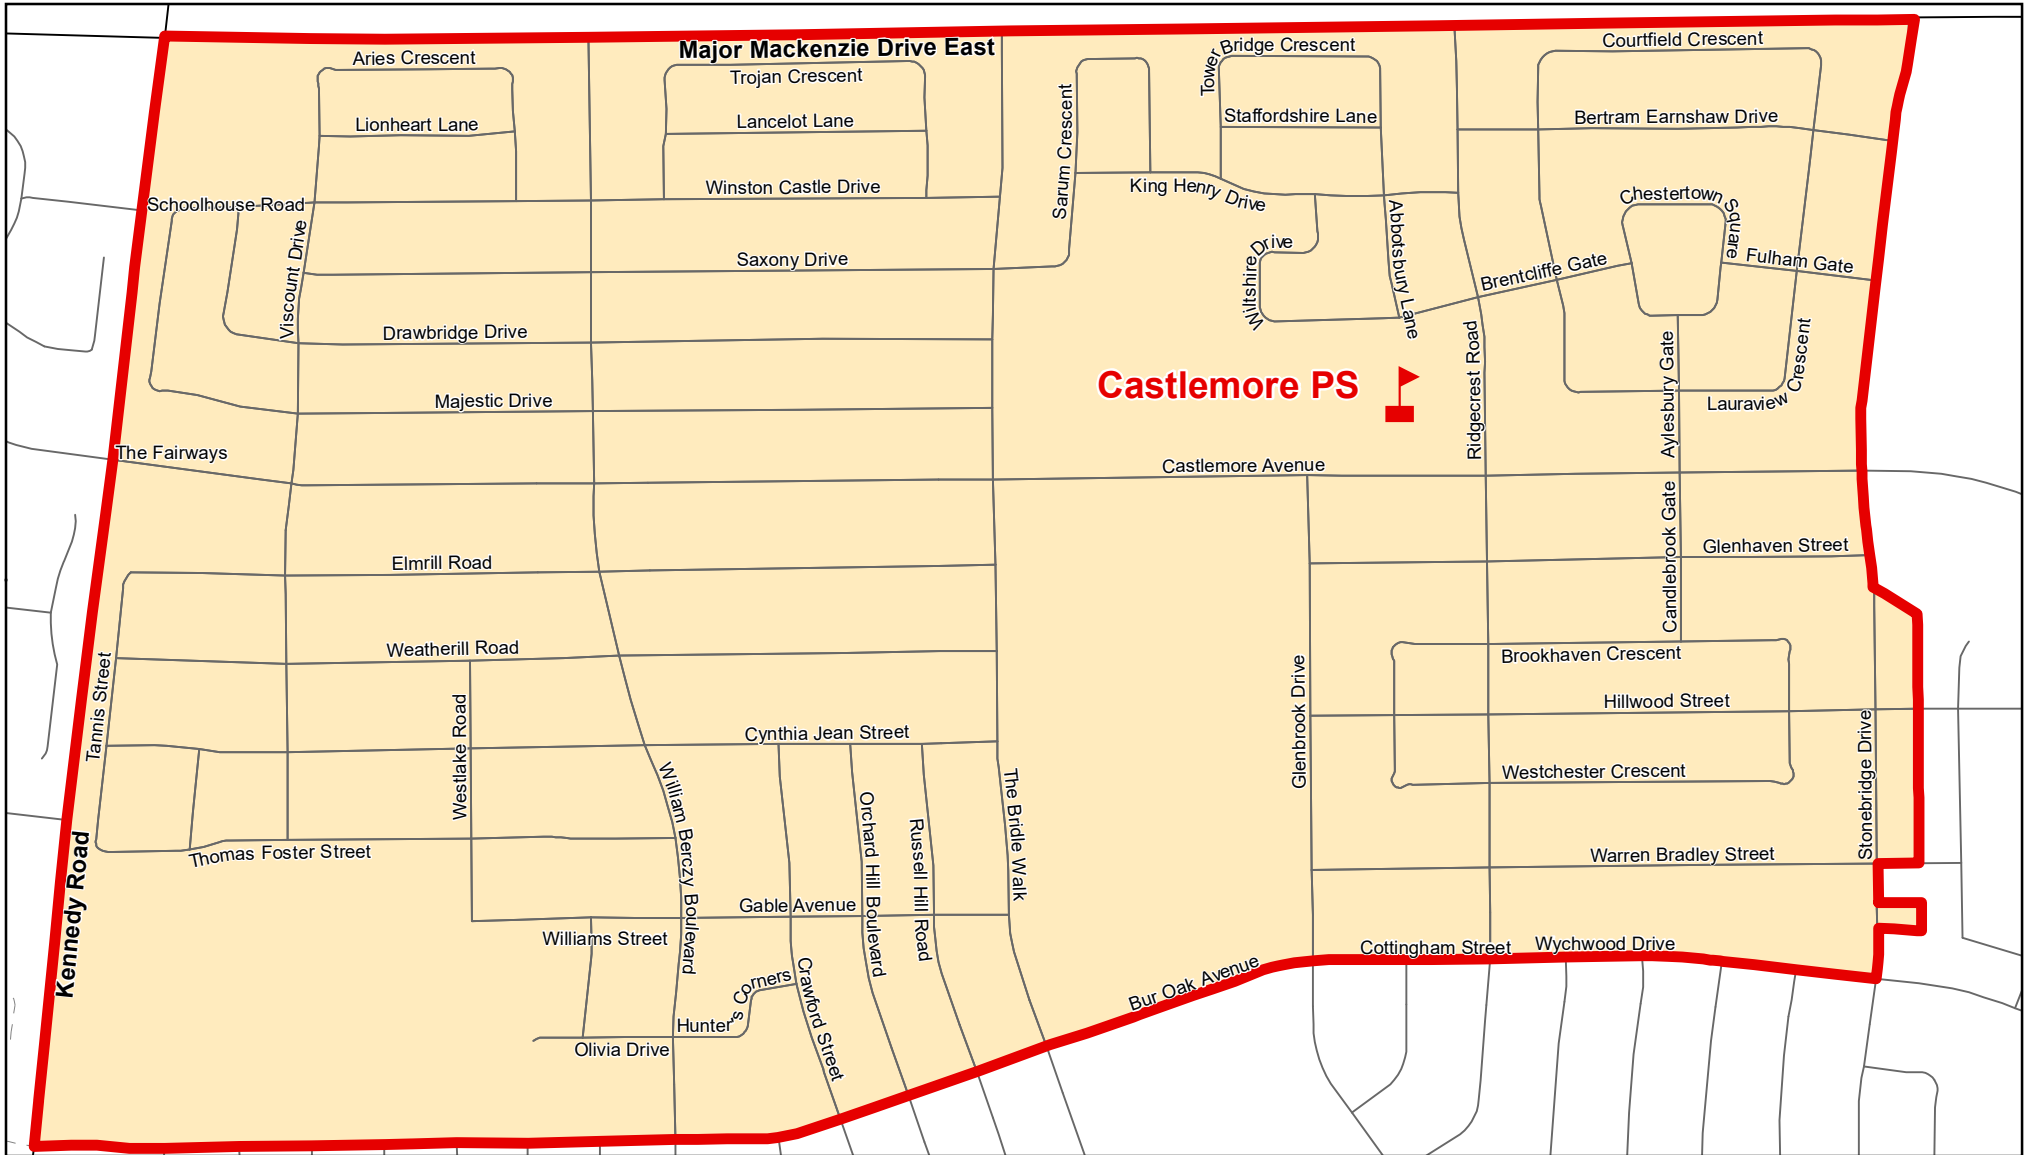 Major Mackenzie Drive East
Aries Crescent
Trojan Crescent
Tower Bridge Crescent
Courtfield Crescent
Lionheart Lane
Lancelot Lane
Sarum Crescent
Staffordshire Lane
Bertram Earnshaw Drive
Winston Castle Drive
King Henry Drive
Chestertown Square
Schoolhouse Road
Viscount Drive
Saxony Drive
Wiltshire Drive
Abbotsbury Lane
Brentcliffe Gate
Fulham Gate
Drawbridge Drive
Castlemore PS
Ridgecrest Road
Aylesbury Gate
Lauraview Crescent
Majestic Drive
The Fairways
Castlemore Avenue
Candlebrook Gate
Glenhaven Street
Elmrill Road
Weatherill Road
Brookhaven Crescent
Tannis Street
Westlake Road
Cynthia Jean Street
Glenbrook Drive
Hillwood Street
Westchester Crescent
Stonebridge Drive
William Berczy Boulevard
Orchard Hill Boulevard
Russell Hill Road
The Bridle Walk
Thomas Foster Street
Warren Bradley Street
Kennedy Road
Gable Avenue
Williams Street
Cottingham Street
Wychwood Drive
Hunter's Corners
Crawford Street
Bur Oak Avenue
Olivia Drive